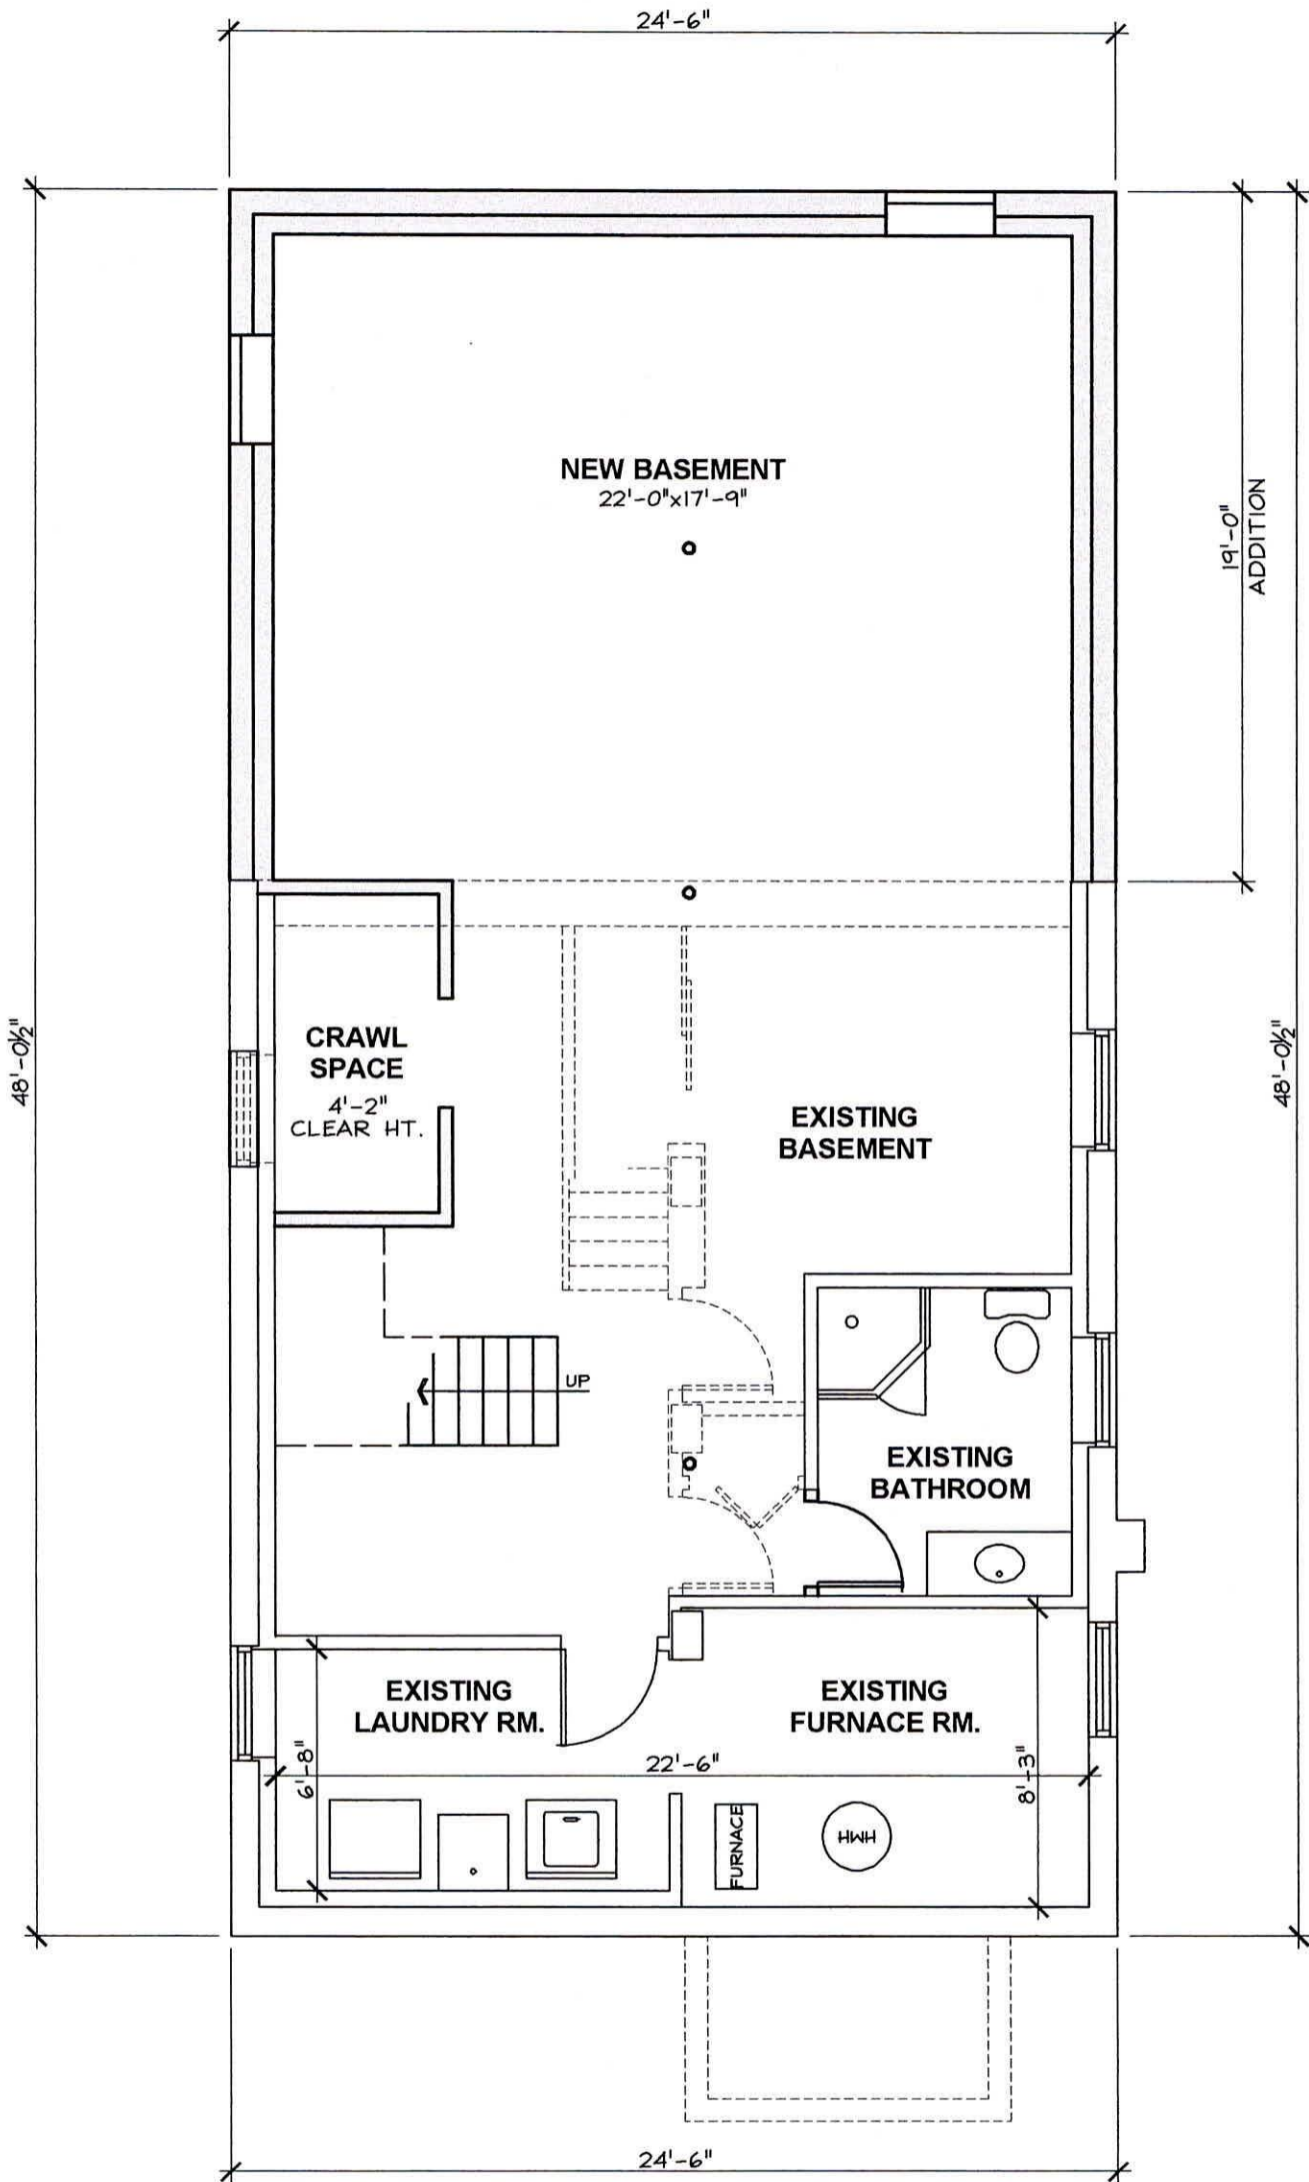 24'-6"
NEW BASEMENT
22'-0"x17'-9"
19'-0"
ADDITION
48'-0½"
48'-0½"
CRAWL
SPACE
4'-2"
CLEAR HT.
EXISTING
BASEMENT
UP
EXISTING
BATHROOM
EXISTING
LAUNDRY RM.
EXISTING
FURNACE RM.
6'-8"
22'-6"
8'-3"
FURNACE
HWH
24'-6"